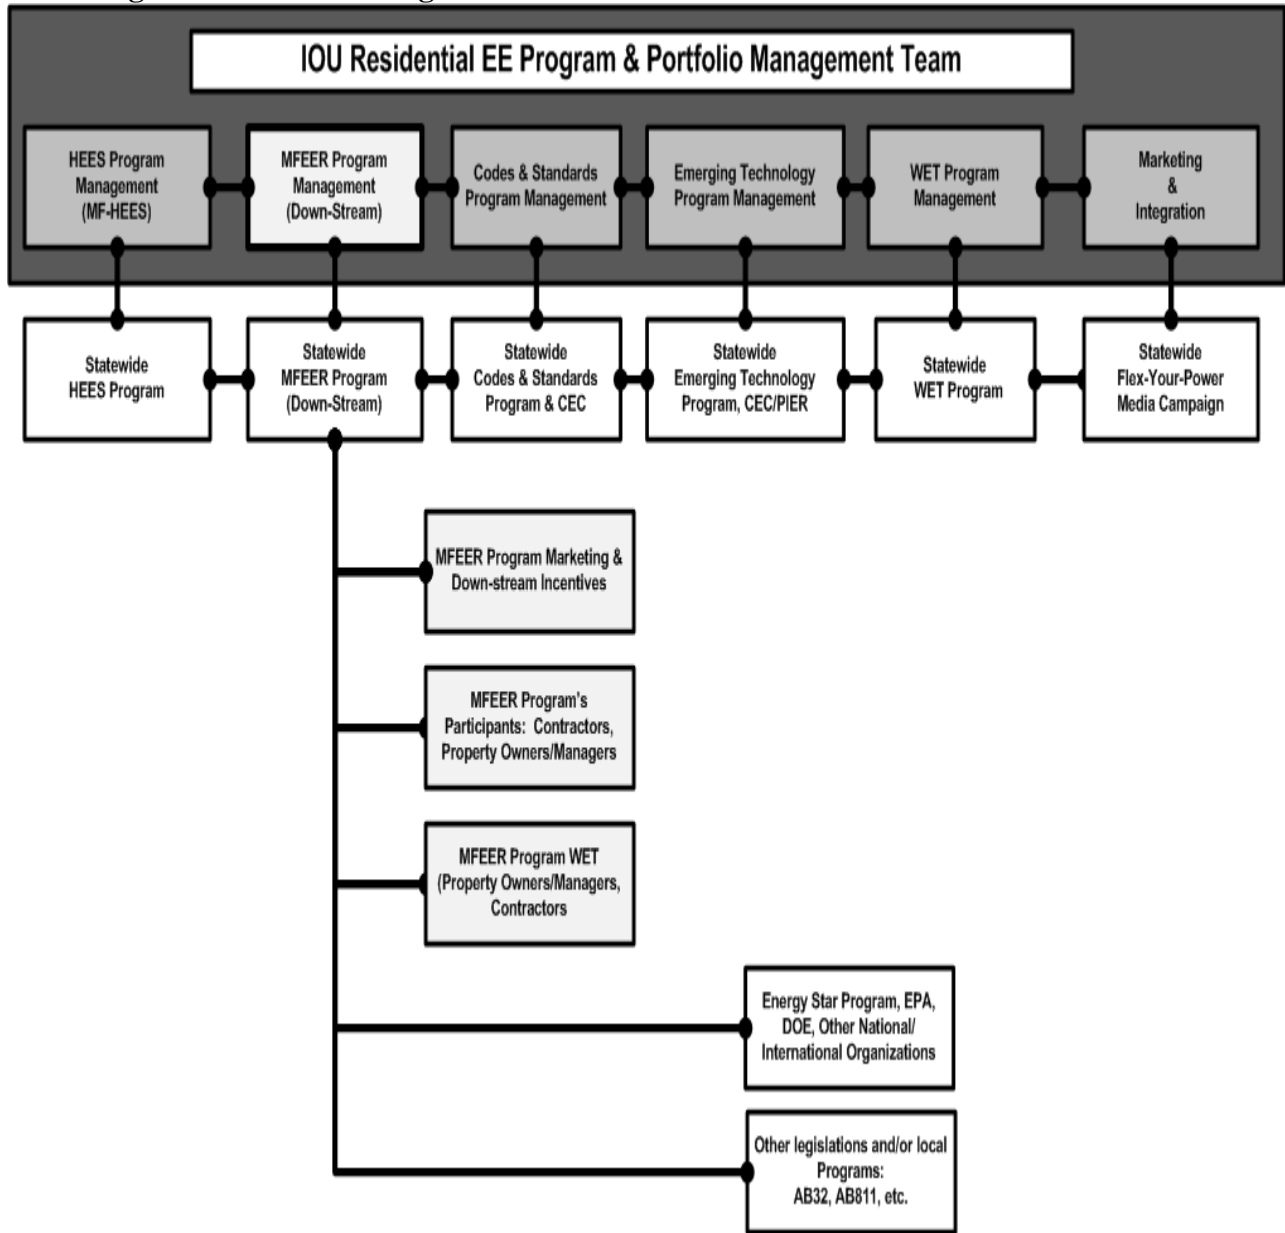 IOU Residential EE Program & Portfolio Management Team
HEES Program
Management
(MF-HEES)
MFEER Program
Management
(Down-Stream)
Codes & Standards
Program Management
Emerging Technology
Program Management
WET Program
Management
Marketing
&
Integration
Statewide
HEES Program
Statewide
MFEER Program
(Down-Stream)
Statewide
Codes & Standards
Program & CEC
Statewide
Emerging Technology
Program, CEC/PIER
Statewide
WET Program
Statewide
Flex-Your-Power
Media Campaign
MFEER Program Marketing &
Down-stream Incentives
MFEER Program's
Participants: Contractors,
Property Owners/Managers
MFEER Program WET
(Property Owners/Managers,
Contractors
Energy Star Program, EPA,
DOE, Other National/
International Organizations
Other legislations and/or local
Programs:
AB32, AB811, etc.